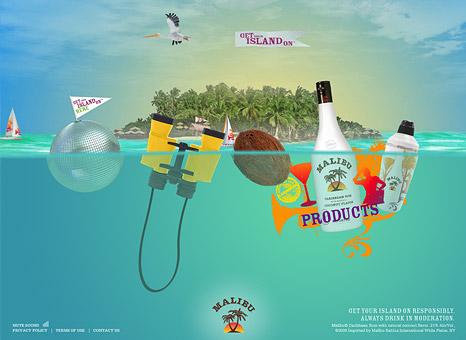 GET YOUR
ISLAND ON
GET YOUR
ISLAND ON
HERE
MALIBU
CARIBBEAN RUM
COCONUT FLAVOR
PRODUCTS
MALIBU
GET YOUR ISLAND ON RESPONSIBLY.
ALWAYS DRINK IN MODERATION.
MUTE SOUND
PRIVACY POLICY | TERMS OF USE | CONTACT US